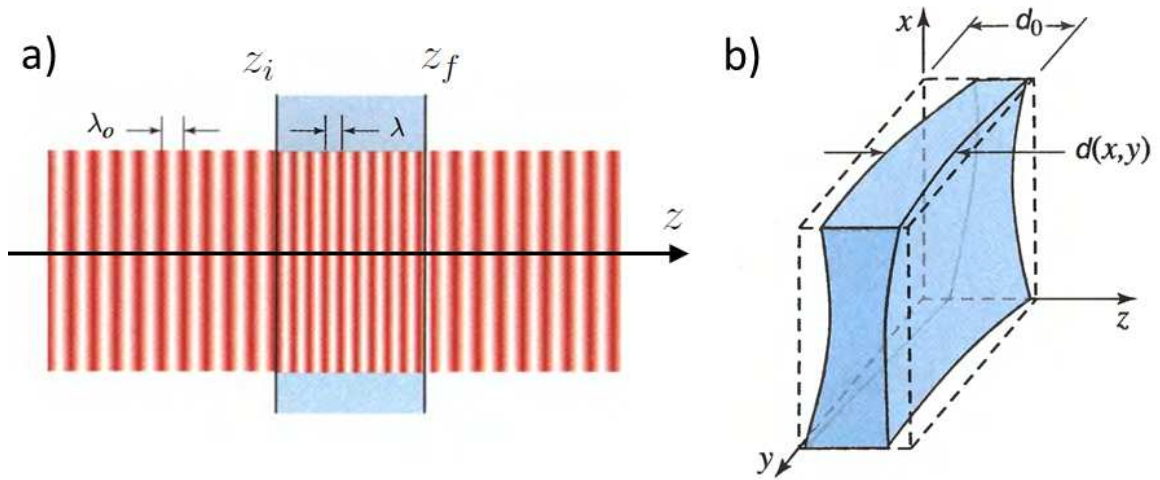 a)
z_i
z_f
λ_o
λ
z
b)
x
d_0
d(x,y)
z
y